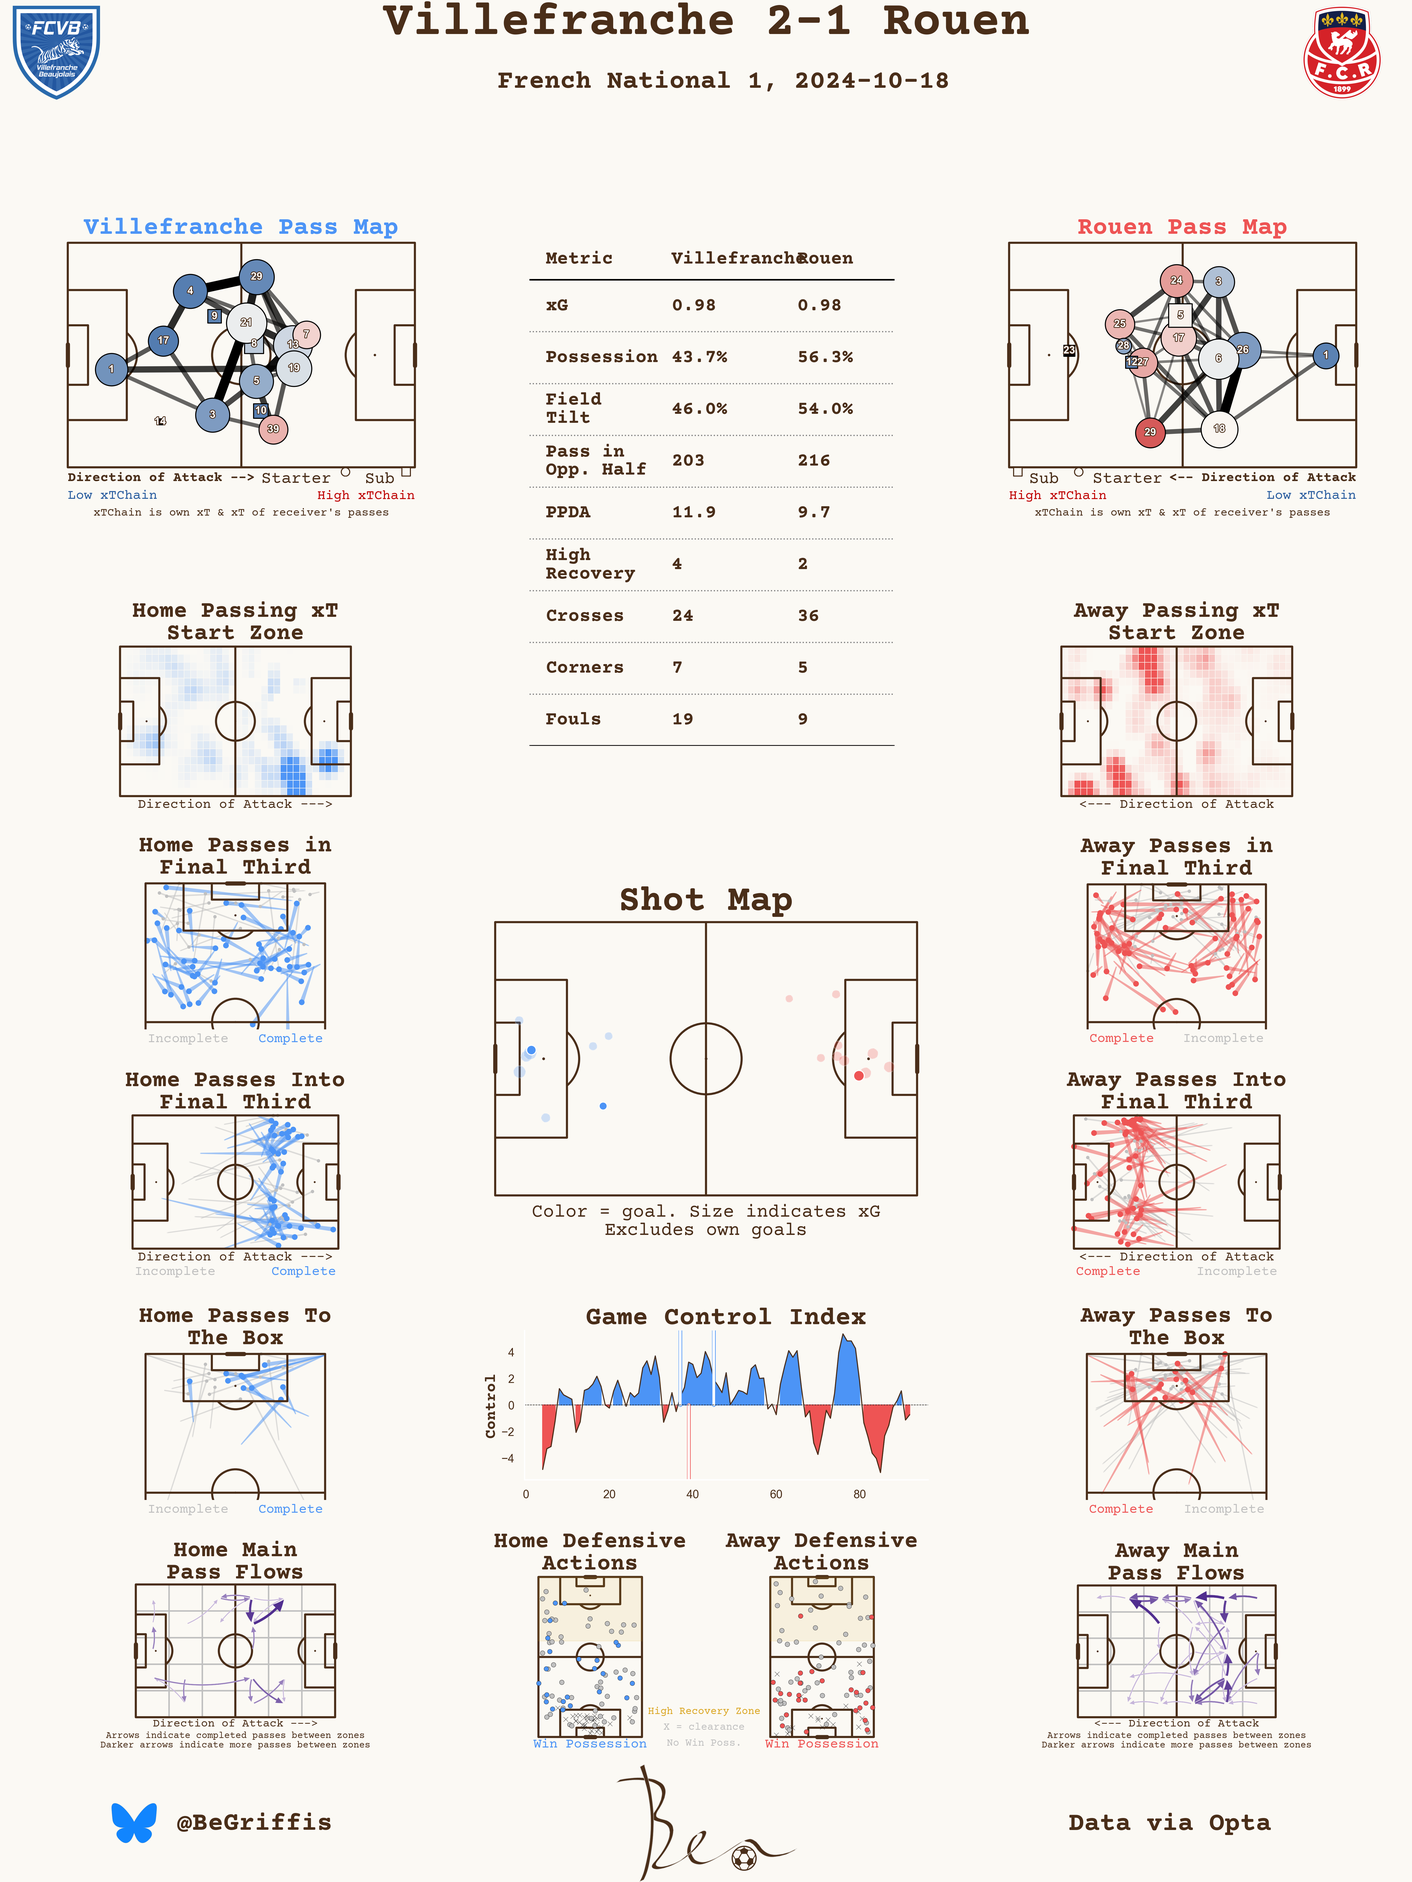 Villefranche 2-1 Rouen
French National 1, 2024-10-18
FCVB
Villefranche
Beaujolais
F.C.R
1899
Villefranche Pass Map
4
29
9
21
7
17
8
13
1
19
5
3
10
14
39
Direction of Attack --> Starter Sub
Low xTChain High xTChain
xTChain is own xT & xT of receiver's passes
Metric Villefranche Rouen
xG 0.98 0.98
Possession 43.7% 56.3%
Field
Tilt 46.0% 54.0%
Pass in
Opp. Half 203 216
PPDA 11.9 9.7
High
Recovery 4 2
Crosses 24 36
Corners 7 5
Fouls 19 9
Rouen Pass Map
24
3
5
25
17
28
23
26
1
12
27
6
29
18
Sub Starter <-- Direction of Attack
High xTChain Low xTChain
xTChain is own xT & xT of receiver's passes
Home Passing xT
Start Zone
Direction of Attack --->
Away Passing xT
Start Zone
<--- Direction of Attack
Home Passes in
Final Third
Incomplete Complete
Away Passes in
Final Third
Complete Incomplete
Shot Map
Color = goal. Size indicates xG
Excludes own goals
Home Passes Into
Final Third
Direction of Attack --->
Incomplete Complete
Away Passes Into
Final Third
<--- Direction of Attack
Complete Incomplete
Home Passes To
The Box
Incomplete Complete
Game Control Index
Control
4
2
0
−2
−4
0 20 40 60 80
Away Passes To
The Box
Complete Incomplete
Home Main
Pass Flows
Direction of Attack --->
Arrows indicate completed passes between zones
Darker arrows indicate more passes between zones
Home Defensive
Actions
Win Possession
Away Defensive
Actions
Win Possession
High Recovery Zone
X = clearance
No Win Poss.
Away Main
Pass Flows
<--- Direction of Attack
Arrows indicate completed passes between zones
Darker arrows indicate more passes between zones
@BeGriffis
Ben
Data via Opta